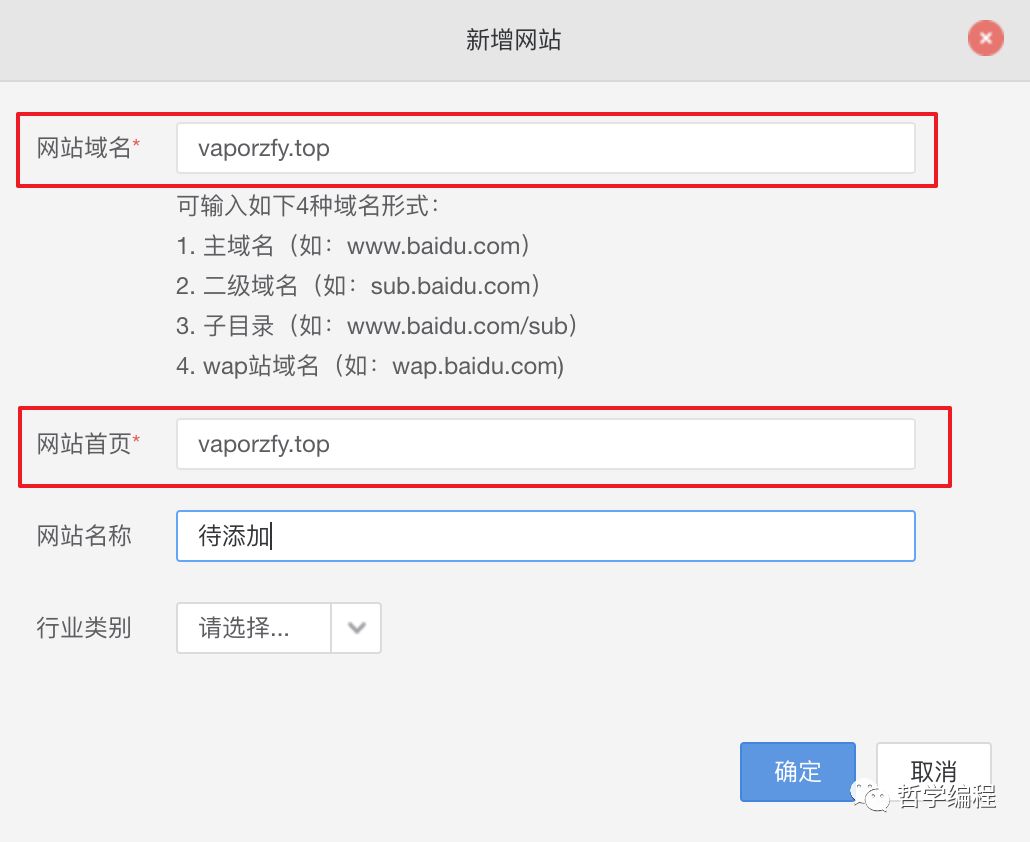 新增网站
网站域名* vaporzfy.top
可输入如下4种域名形式：
1. 主域名（如：www.baidu.com）
2. 二级域名（如：sub.baidu.com）
3. 子目录（如：www.baidu.com/sub）
4. wap站域名（如：wap.baidu.com)
网站首页* vaporzfy.top
网站名称 待添加
行业类别 请选择...
确定 取消
哲学编程